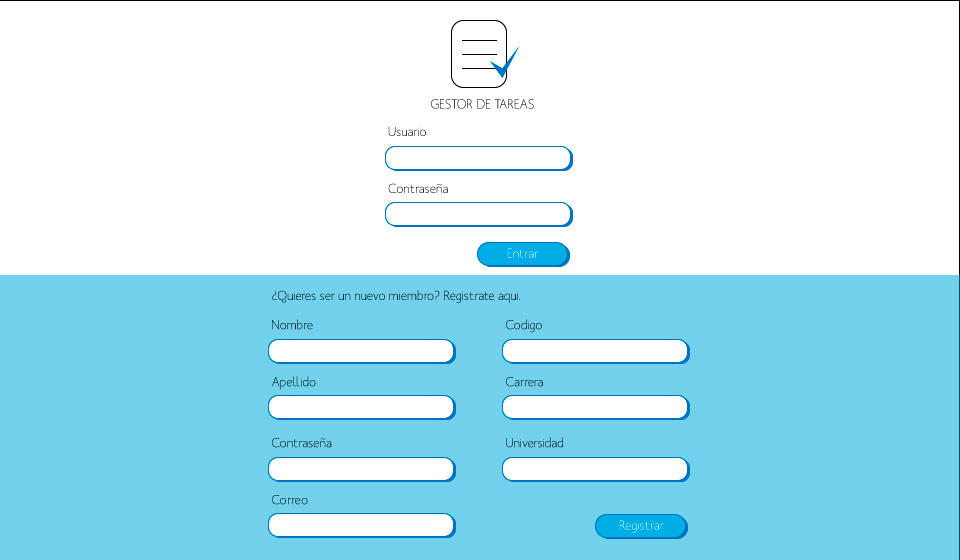 GESTOR DE TAREAS
Usuario
Contraseña
Entrar
¿Quieres ser un nuevo miembro? Registrate aqui.
Nombre
Codigo
Apellido
Carrera
Contraseña
Universidad
Correo
Registrar